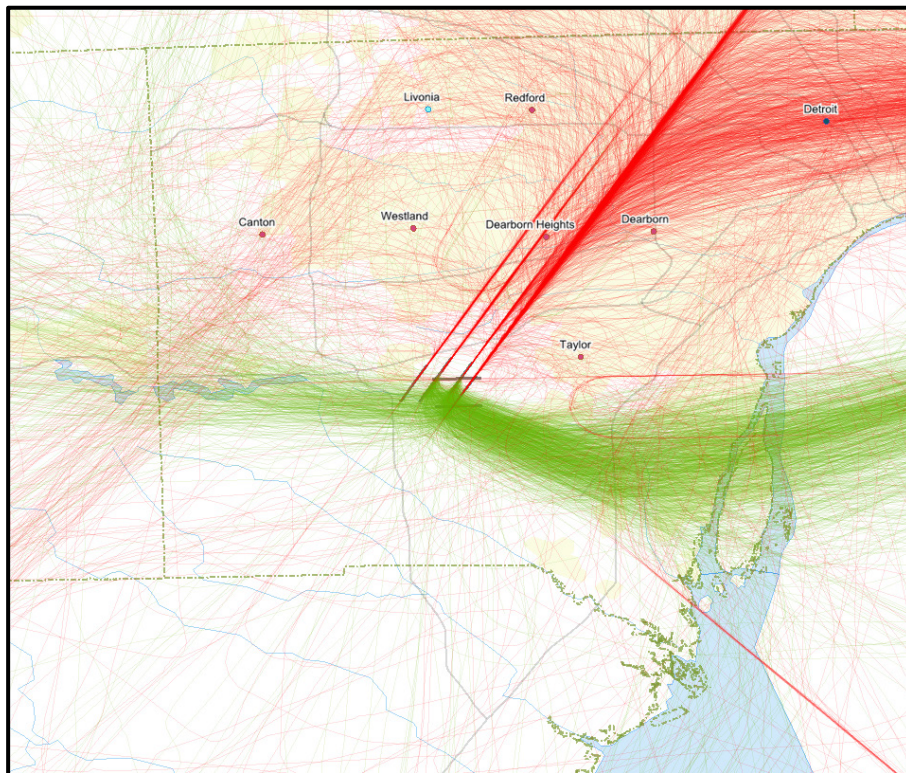 Livonia
Redford
Detroit
Canton
Westland
Dearborn Heights
Dearborn
Taylor